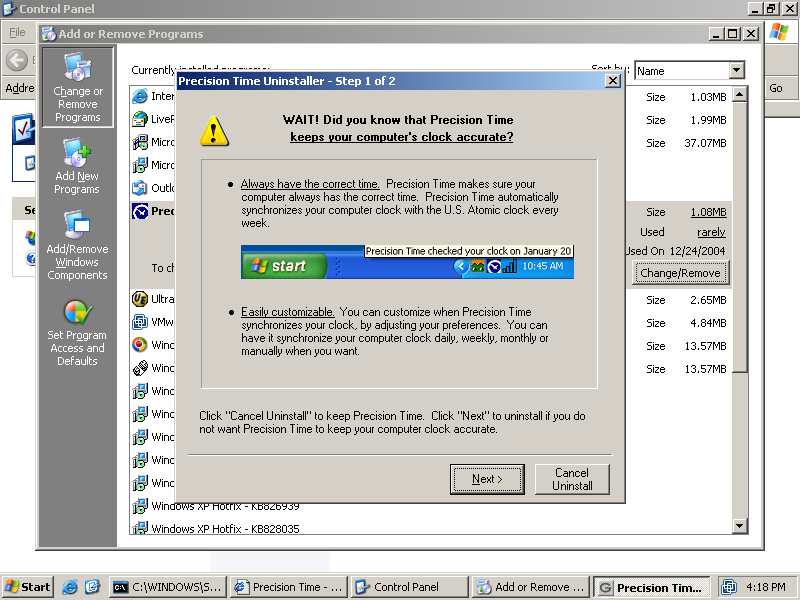 Control Panel
File
Addre
Go
Add or Remove Programs
Change or
Remove
Programs
Add New
Programs
Add/Remove
Windows
Components
Set Program
Access and
Defaults
Currently installed programs:
Sort by:
Name
Inter
Size
1.03MB
LiveR
Size
1.99MB
Micro
Size
37.07MB
Micro
Outlo
Prec
Size
1.08MB
Used
rarely
Used On 12/24/2004
To ch
Change/Remove
Ultra
Size
2.65MB
VMw
Size
4.84MB
Winc
Size
13.57MB
Winc
Size
13.57MB
Winc
Winc
Winc
Winc
Winc
Windows XP Hotfix - KB826939
Windows XP Hotfix - KB828035
Se
Precision Time Uninstaller - Step 1 of 2
WAIT! Did you know that Precision Time
keeps your computer's clock accurate?
Always have the correct time. Precision Time makes sure your
computer always has the correct time. Precision Time automatically
synchronizes your computer clock with the U.S. Atomic clock every
week.
Precision Time checked your clock on January 20
start
10:45 AM
Easily customizable. You can customize when Precision Time
synchronizes your clock, by adjusting your preferences. You can
have it synchronize your computer clock daily, weekly, monthly or
manually when you want.
Click "Cancel Uninstall" to keep Precision Time. Click "Next" to uninstall if you do
not want Precision Time to keep your computer clock accurate.
Next >
Cancel
Uninstall
Start
C:\WINDOWS\S...
Precision Time - ...
Control Panel
Add or Remove ...
Precision Tim...
4:18 PM